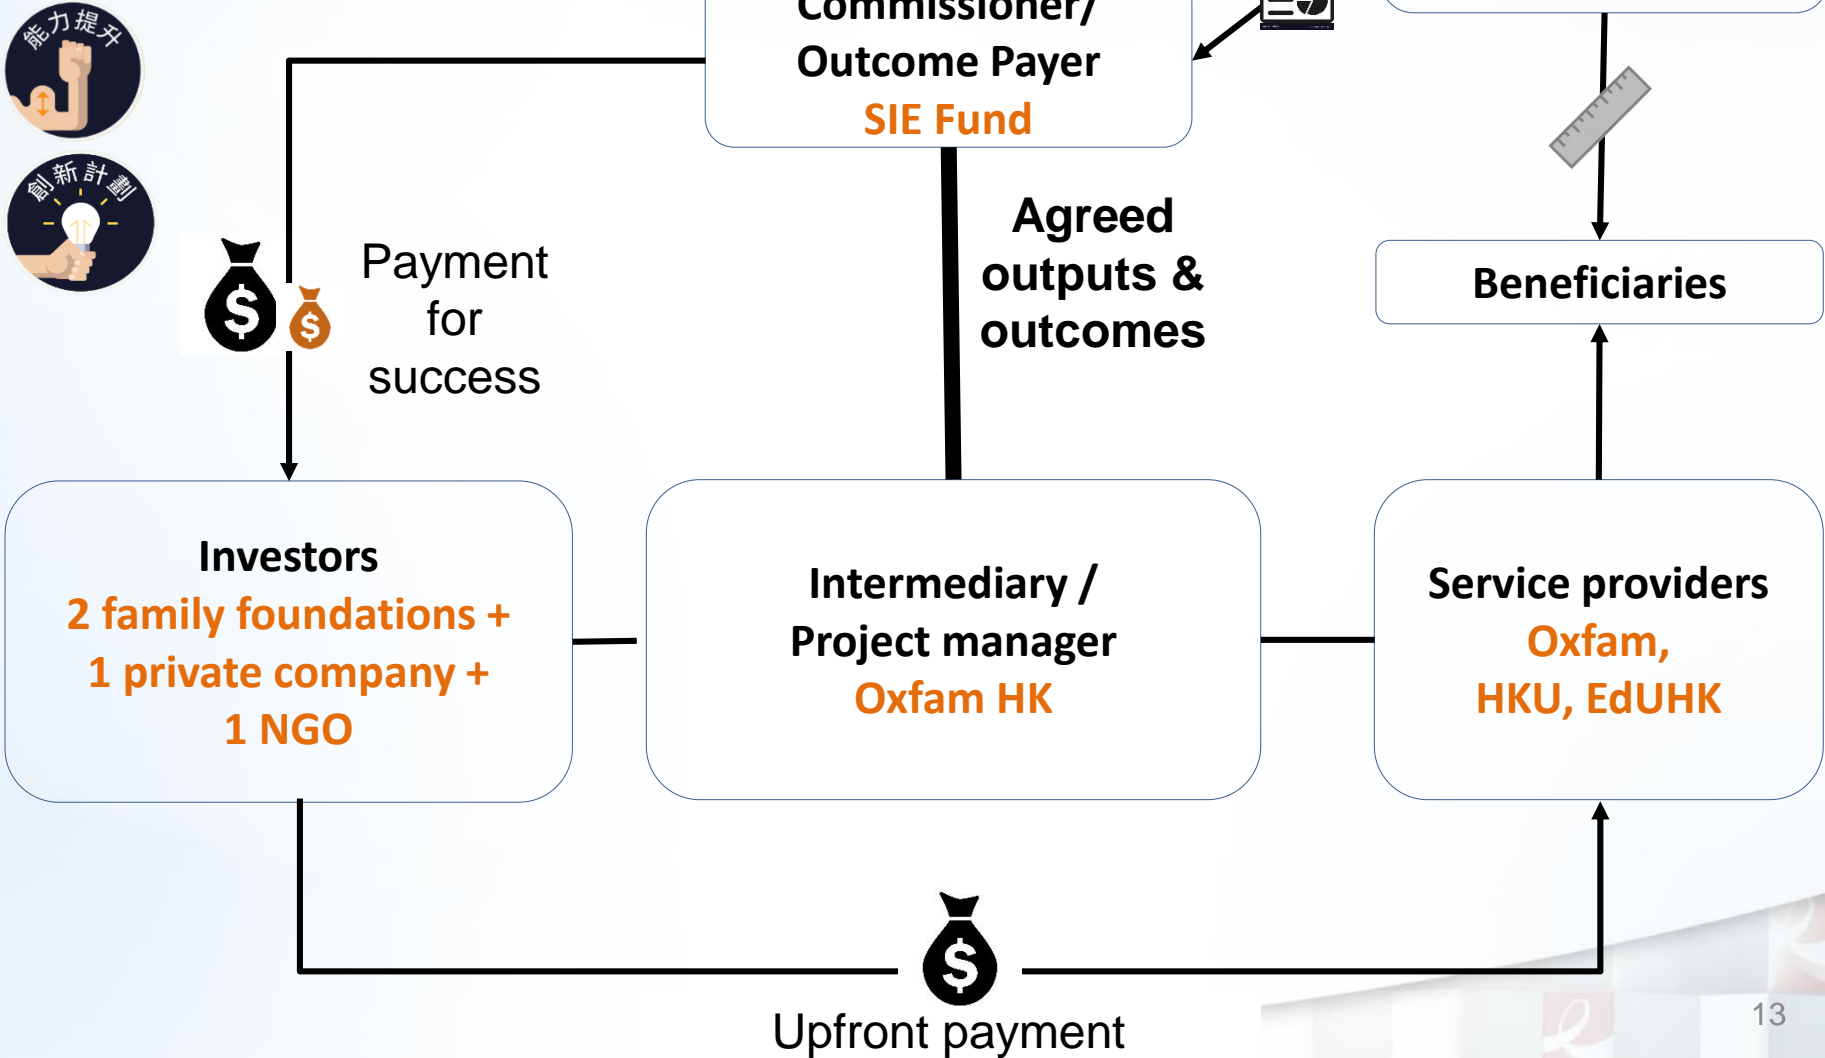 能力提升
創新計劃
Commissioner/
Outcome Payer
SIE Fund
Payment
for
success
Agreed
outputs &
outcomes
Beneficiaries
Investors
2 family foundations +
1 private company +
1 NGO
Intermediary /
Project manager
Oxfam HK
Service providers
Oxfam,
HKU, EdUHK
$
$
$
Upfront payment
13